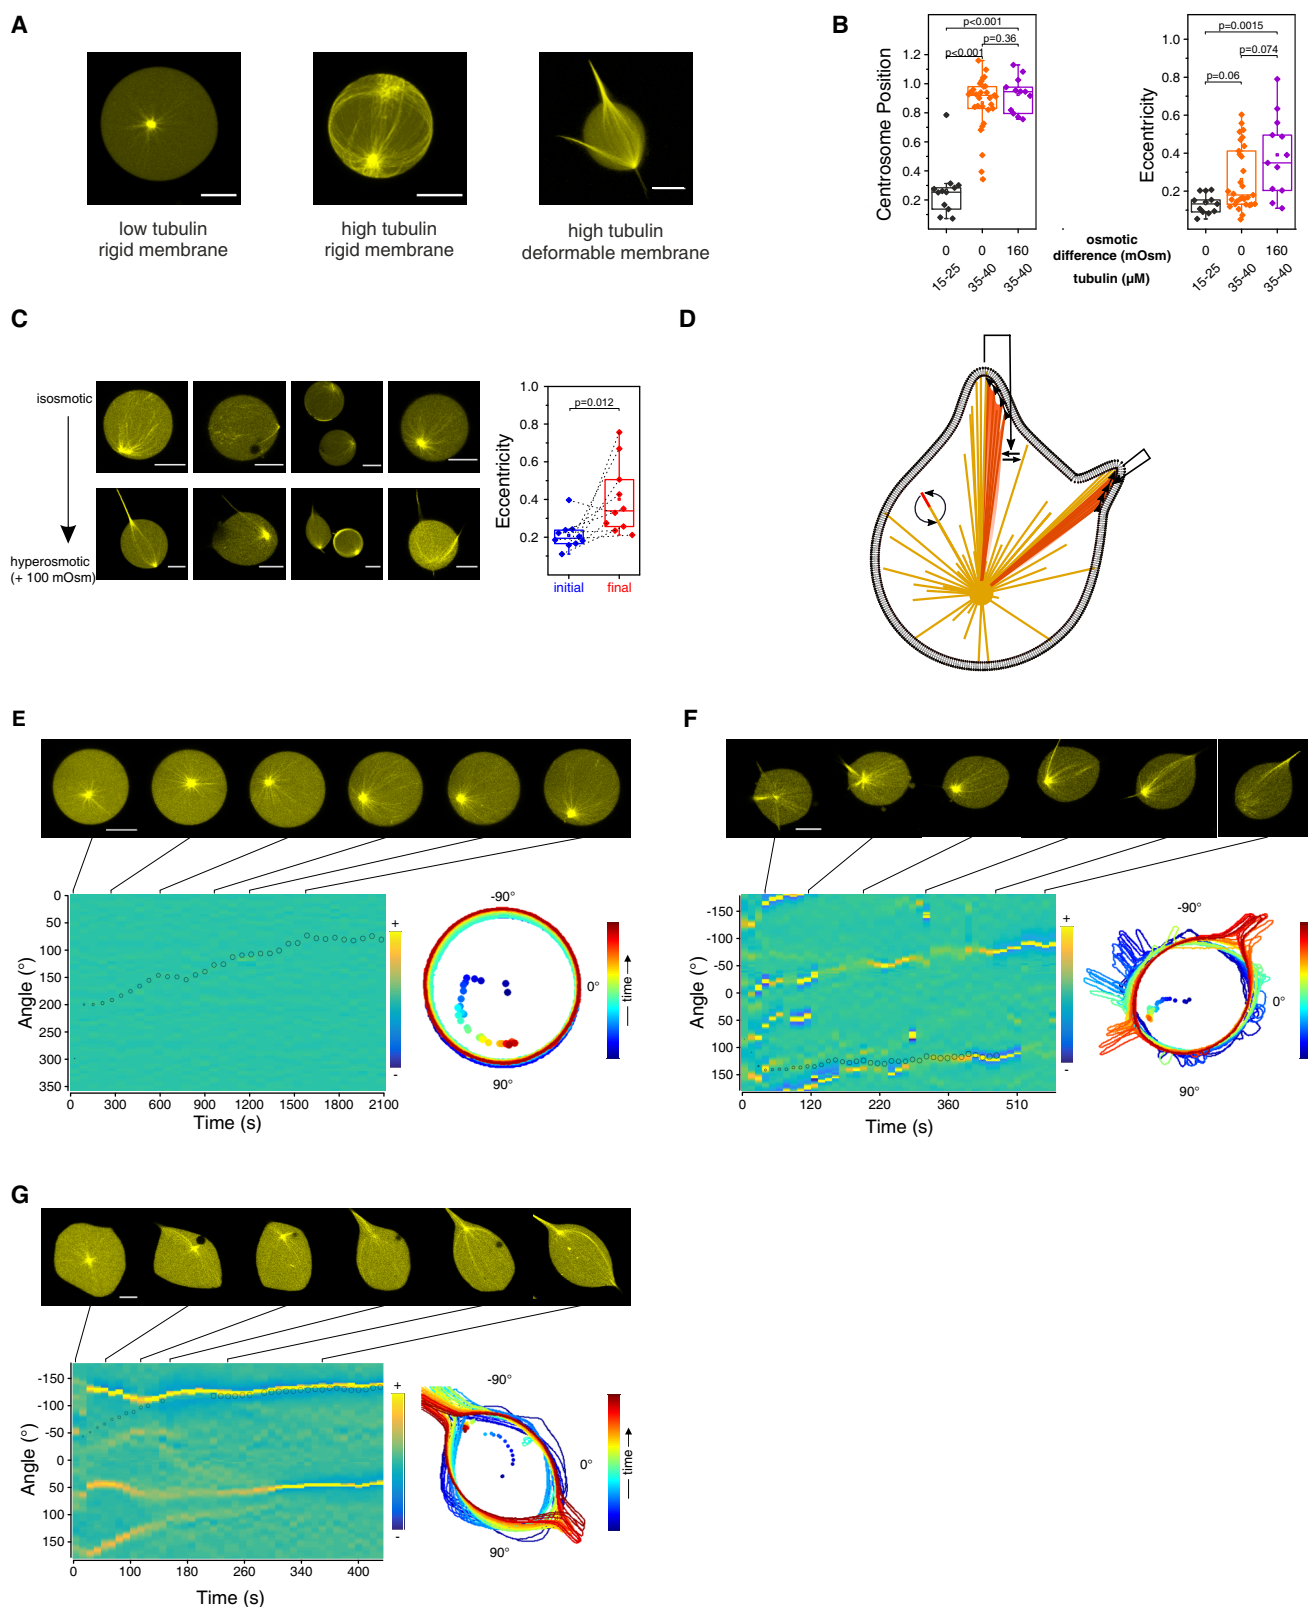 A
low tubulin
rigid membrane
high tubulin
rigid membrane
high tubulin
deformable membrane
B
Centrosome Position
1.2
1.0
0.8
0.6
0.4
0.2
p<0.001
p=0.36
p<0.001
Eccentricity
1.0
0.8
0.6
0.4
0.2
p=0.0015
p=0.074
p=0.06
osmotic
difference (mOsm)
0 0 160
0 0 160
tubulin (µM)
15-25 35-40 35-40
15-25 35-40 35-40
C
isosmotic
hyperosmotic
(+ 100 mOsm)
Eccentricity
1.0
0.8
0.6
0.4
0.2
p=0.012
initial final
D
E
Angle (°)
0
50
100
150
200
250
300
350
0 300 600 900 1200 1500 1800 2100
Time (s)
+
-
-90°
0°
90°
time
F
Angle (°)
-150
-100
-50
0
50
100
150
0 120 220 360 510
Time (s)
+
-
-90°
0°
90°
G
Angle (°)
-150
-100
-50
0
50
100
150
0 100 180 260 340 400
Time (s)
+
-
-90°
0°
90°
time